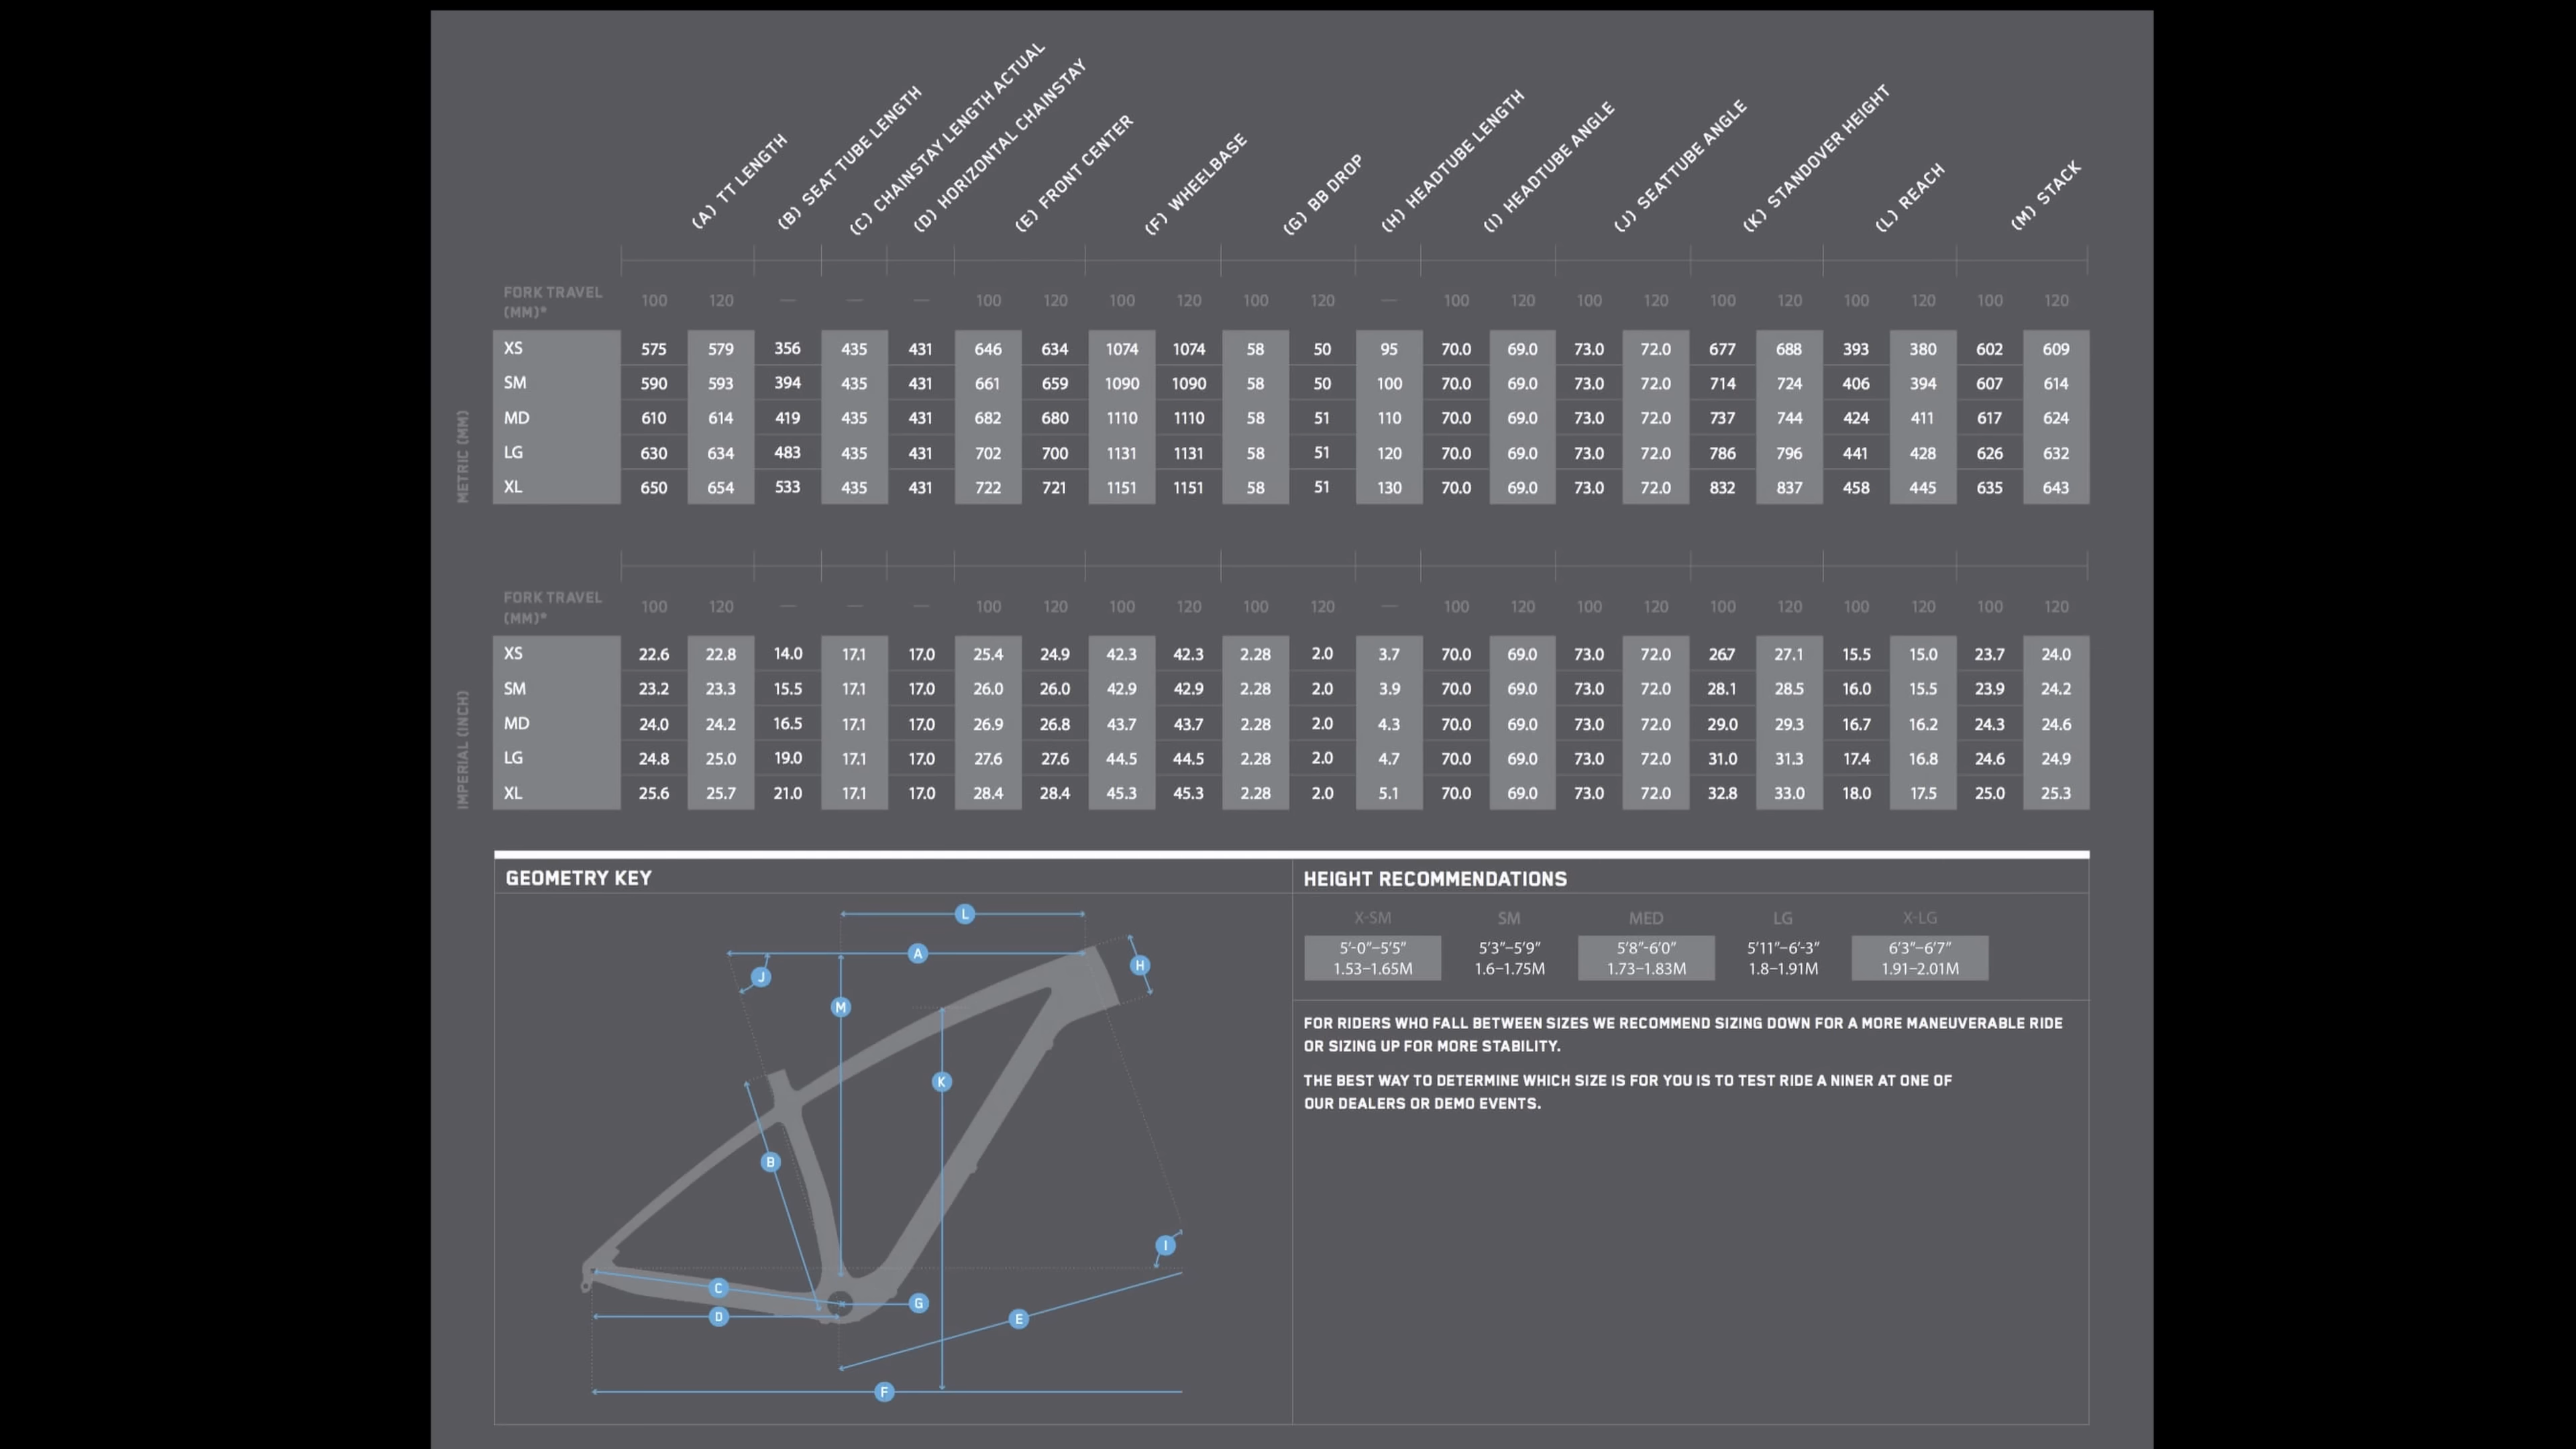 (A) TT LENGTH
(B) SEAT TUBE LENGTH
(C) CHAINSTAY LENGTH ACTUAL
(D) HORIZONTAL CHAINSTAY
(E) FRONT CENTER
(F) WHEELBASE
(G) BB DROP
(H) HEADTUBE LENGTH
(I) HEADTUBE ANGLE
(J) SEATTUBE ANGLE
(K) STANDOVER HEIGHT
(L) REACH
(M) STACK
METRIC (MM)
FORK TRAVEL (MM)* 100 120 — — — 100 120 100 120 100 120 — 100 120 100 120 100 120 100 120 100 120
XS 575 579 356 435 431 646 634 1074 1074 58 50 95 70.0 69.0 73.0 72.0 677 688 393 380 602 609
SM 590 593 394 435 431 661 659 1090 1090 58 50 100 70.0 69.0 73.0 72.0 714 724 406 394 607 614
MD 610 614 419 435 431 682 680 1110 1110 58 51 110 70.0 69.0 73.0 72.0 737 744 424 411 617 624
LG 630 634 483 435 431 702 700 1131 1131 58 51 120 70.0 69.0 73.0 72.0 786 796 441 428 626 632
XL 650 654 533 435 431 722 721 1151 1151 58 51 130 70.0 69.0 73.0 72.0 832 837 458 445 635 643
IMPERIAL (INCH)
FORK TRAVEL (MM)* 100 120 — — — 100 120 100 120 100 120 — 100 120 100 120 100 120 100 120 100 120
XS 22.6 22.8 14.0 17.1 17.0 25.4 24.9 42.3 42.3 2.28 2.0 3.7 70.0 69.0 73.0 72.0 26.7 27.1 15.5 15.0 23.7 24.0
SM 23.2 23.3 15.5 17.1 17.0 26.0 26.0 42.9 42.9 2.28 2.0 3.9 70.0 69.0 73.0 72.0 28.1 28.5 16.0 15.5 23.9 24.2
MD 24.0 24.2 16.5 17.1 17.0 26.9 26.8 43.7 43.7 2.28 2.0 4.3 70.0 69.0 73.0 72.0 29.0 29.3 16.7 16.2 24.3 24.6
LG 24.8 25.0 19.0 17.1 17.0 27.6 27.6 44.5 44.5 2.28 2.0 4.7 70.0 69.0 73.0 72.0 31.0 31.3 17.4 16.8 24.6 24.9
XL 25.6 25.7 21.0 17.1 17.0 28.4 28.4 45.3 45.3 2.28 2.0 5.1 70.0 69.0 73.0 72.0 32.8 33.0 18.0 17.5 25.0 25.3
GEOMETRY KEY
L
A
H
J
M
K
B
I
C
G
D
E
F
HEIGHT RECOMMENDATIONS
X-SM SM MED LG X-LG
5'-0"–5'5" 5'3"–5'9" 5'8"-6'0" 5'11"–6'-3" 6'3"–6'7"
1.53–1.65M 1.6–1.75M 1.73–1.83M 1.8–1.91M 1.91–2.01M
FOR RIDERS WHO FALL BETWEEN SIZES WE RECOMMEND SIZING DOWN FOR A MORE MANEUVERABLE RIDE
OR SIZING UP FOR MORE STABILITY.
THE BEST WAY TO DETERMINE WHICH SIZE IS FOR YOU IS TO TEST RIDE A NINER AT ONE OF
OUR DEALERS OR DEMO EVENTS.